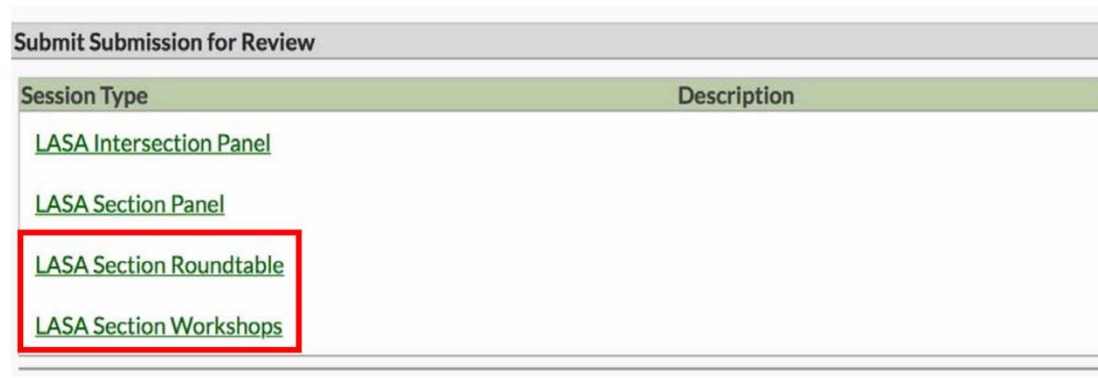 Submit Submission for Review
Session Type Description
LASA Intersection Panel
LASA Section Panel
LASA Section Roundtable
LASA Section Workshops